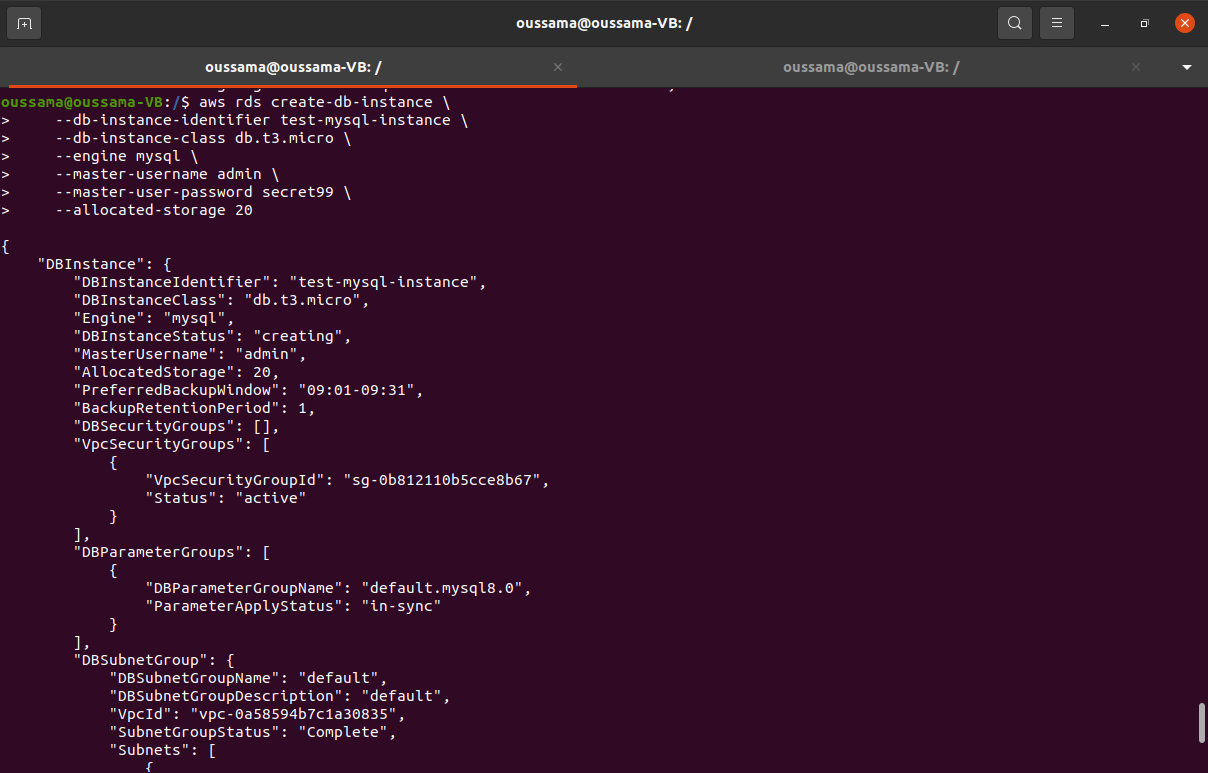 oussama@oussama-VB: /
oussama@oussama-VB: /
oussama@oussama-VB: /
oussama@oussama-VB:/$ aws rds create-db-instance \
>     --db-instance-identifier test-mysql-instance \
>     --db-instance-class db.t3.micro \
>     --engine mysql \
>     --master-username admin \
>     --master-user-password secret99 \
>     --allocated-storage 20
{
    "DBInstance": {
        "DBInstanceIdentifier": "test-mysql-instance",
        "DBInstanceClass": "db.t3.micro",
        "Engine": "mysql",
        "DBInstanceStatus": "creating",
        "MasterUsername": "admin",
        "AllocatedStorage": 20,
        "PreferredBackupWindow": "09:01-09:31",
        "BackupRetentionPeriod": 1,
        "DBSecurityGroups": [],
        "VpcSecurityGroups": [
            {
                "VpcSecurityGroupId": "sg-0b812110b5cce8b67",
                "Status": "active"
            }
        ],
        "DBParameterGroups": [
            {
                "DBParameterGroupName": "default.mysql8.0",
                "ParameterApplyStatus": "in-sync"
            }
        ],
        "DBSubnetGroup": {
            "DBSubnetGroupName": "default",
            "DBSubnetGroupDescription": "default",
            "VpcId": "vpc-0a58594b7c1a30835",
            "SubnetGroupStatus": "Complete",
            "Subnets": [
                {